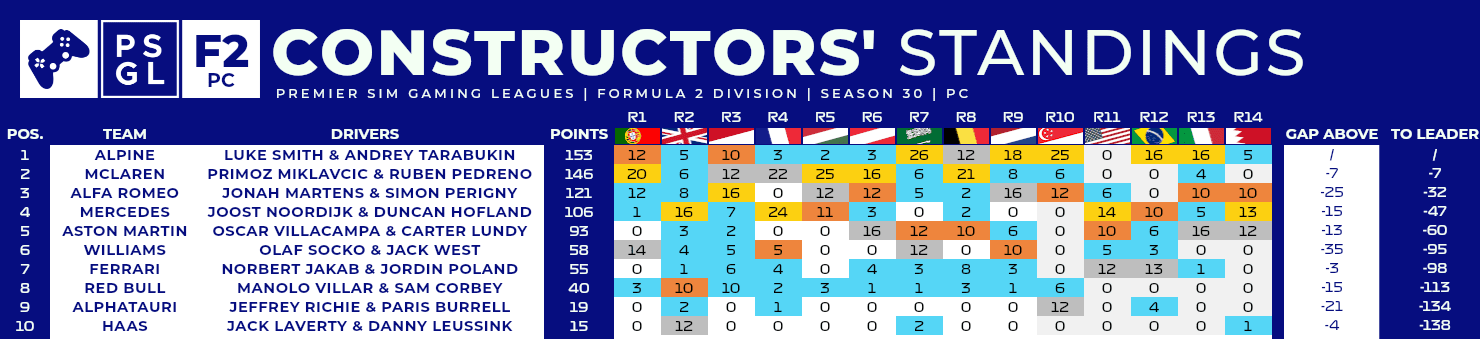 PS
GL
F2
PC
CONSTRUCTORS' STANDINGS
PREMIER SIM GAMING LEAGUES | FORMULA 2 DIVISION | SEASON 30 | PC
R1 R2 R3 R4 R5 R6 R7 R8 R9 R10 R11 R12 R13 R14
POS. TEAM DRIVERS POINTS GAP ABOVE TO LEADER
1 ALPINE LUKE SMITH & ANDREY TARABUKIN 153 12 5 10 3 2 3 26 12 18 25 0 16 16 5 / /
2 MCLAREN PRIMOZ MIKLAVCIC & RUBEN PEDRENO 146 20 6 12 22 25 16 6 21 8 6 0 0 4 0 -7 -7
3 ALFA ROMEO JONAH MARTENS & SIMON PERIGNY 121 12 8 16 0 12 12 5 2 16 12 6 0 10 10 -25 -32
4 MERCEDES JOOST NOORDIJK & DUNCAN HOFLAND 106 1 16 7 24 11 3 0 2 0 0 14 10 5 13 -15 -47
5 ASTON MARTIN OSCAR VILLACAMPA & CARTER LUNDY 93 0 3 2 0 0 16 12 10 6 0 10 6 16 12 -13 -60
6 WILLIAMS OLAF SOCKO & JACK WEST 58 14 4 5 5 0 0 12 0 10 0 5 3 0 0 -35 -95
7 FERRARI NORBERT JAKAB & JORDIN POLAND 55 0 1 6 4 0 4 3 8 3 0 12 13 1 0 -3 -98
8 RED BULL MANOLO VILLAR & SAM CORBEY 40 3 10 10 2 3 1 1 3 1 6 0 0 0 0 -15 -113
9 ALPHATAURI JEFFREY RICHIE & PARIS BURRELL 19 0 2 0 1 0 0 0 0 0 12 0 4 0 0 -21 -134
10 HAAS JACK LAVERTY & DANNY LEUSSINK 15 0 12 0 0 0 0 2 0 0 0 0 0 0 1 -4 -138